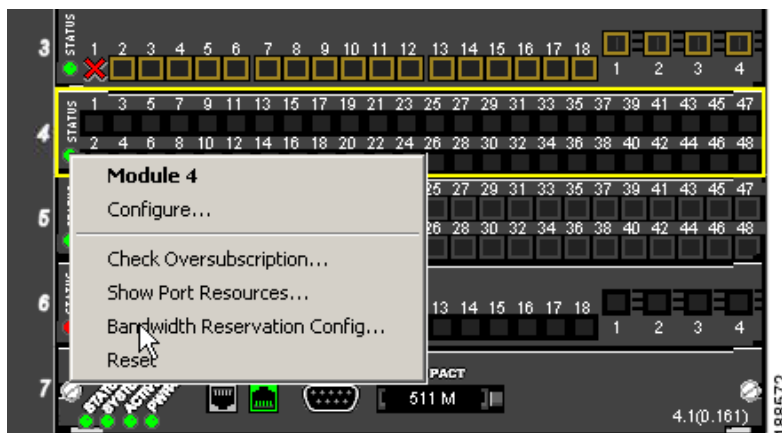 3 STATUS 1 2 3 4 5 6 7 8 9 10 11 12 13 14 15 16 17 18
1 2 3 4
4 STATUS 1 3 5 7 9 11 13 15 17 19 21 23 25 27 29 31 33 35 37 39 41 43 45 47
2 4 6 8 10 12 14 16 18 20 22 24 26 28 30 32 34 36 38 40 42 44 46 48
Module 4
Configure...
Check Oversubscription...
Show Port Resources...
Bandwidth Reservation Config...
Reset
5 25 27 29 31 33 35 37 39 41 43 45 47
26 28 30 32 34 36 38 40 42 44 46 48
6 13 14 15 16 17 18
1 2 3 4
7 STATUS SYSTEM ACTIVE PWR
PACT
511 M
4.1(0.161)
188572